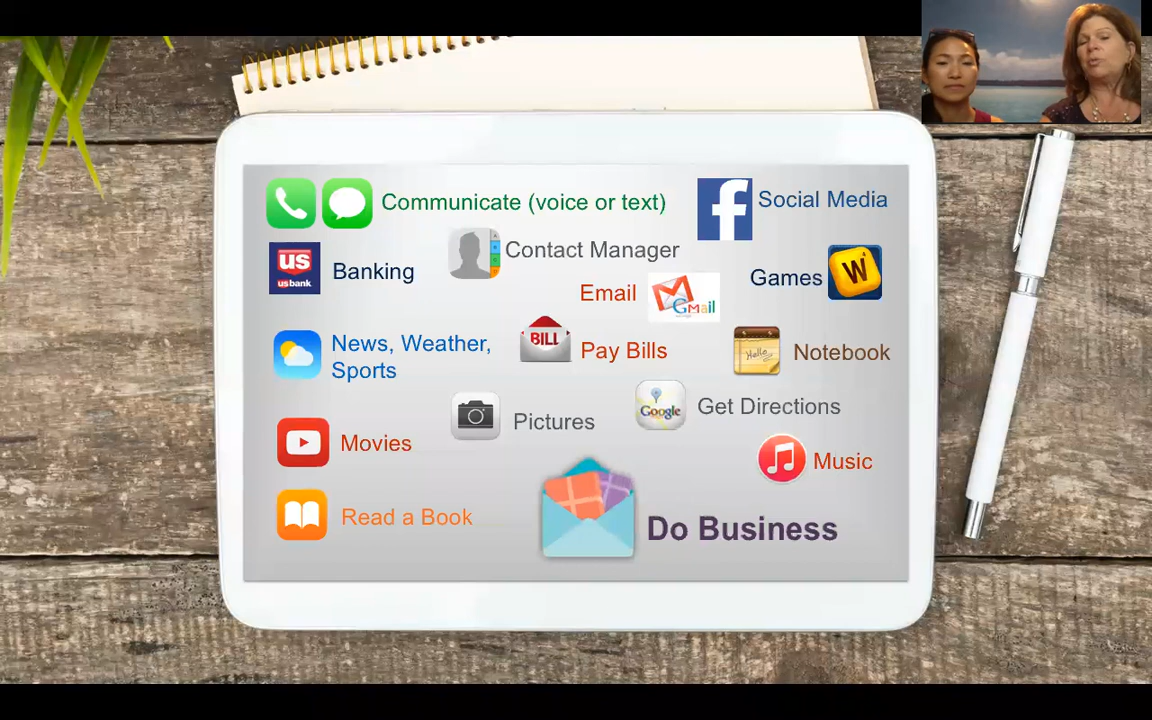 Communicate (voice or text)
f
Social Media
us
usbank
Banking
Contact Manager
Games
W
Email
GMail
News, Weather,
Sports
BILL
Pay Bills
Hello
Notebook
Pictures
Google
Get Directions
Movies
Music
Read a Book
Do Business